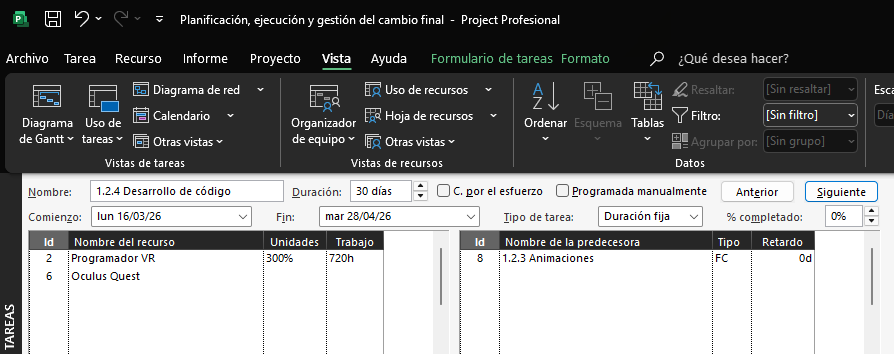 Planificación, ejecución y gestión del cambio final - Project Profesional
Archivo Tarea Recurso Informe Proyecto Vista Ayuda Formulario de tareas Formato ¿Qué desea hacer?
Diagrama de Gantt
Uso de tareas
Diagrama de red
Calendario
Otras vistas
Vistas de tareas
Organizador de equipo
Uso de recursos
Hoja de recursos
Otras vistas
Vistas de recursos
Ordenar
Esquema
Tablas
Resaltar: [Sin resaltar]
Filtro: [Sin filtro]
Agrupar por: [Sin grupo]
Datos
Esca
Día
Nombre: 1.2.4 Desarrollo de código Duración: 30 días C. por el esfuerzo Programada manualmente Anterior Siguiente
Comienzo: lun 16/03/26 Fin: mar 28/04/26 Tipo de tarea: Duración fija % completado: 0%
Id Nombre del recurso Unidades Trabajo
2 Programador VR 300% 720h
6 Oculus Quest
Id Nombre de la predecesora Tipo Retardo
8 1.2.3 Animaciones FC 0d
TAREAS